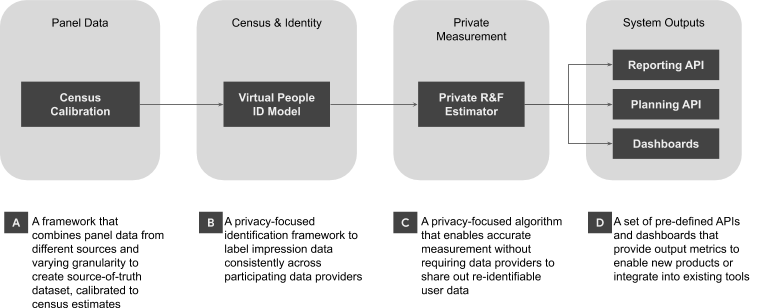 Panel Data
Census & Identity
Private
Measurement
System Outputs
Census
Calibration
Virtual People
ID Model
Private R&F
Estimator
Reporting API
Planning API
Dashboards
A
A framework that
combines panel data from
different sources and
varying granularity to
create source-of-truth
dataset, calibrated to
census estimates
B
A privacy-focused
identification framework to
label impression data
consistently across
participating data providers
C
A privacy-focused algorithm
that enables accurate
measurement without
requiring data providers to
share out re-identifiable
user data
D
A set of pre-defined APIs
and dashboards that
provide output metrics to
enable new products or
integrate into existing tools